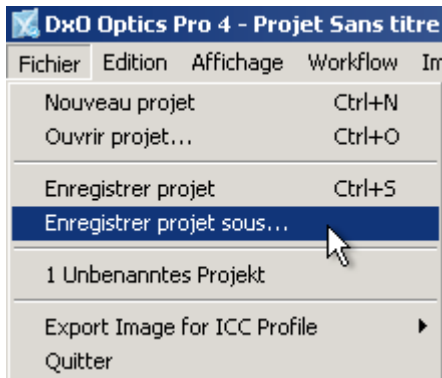 DxO Optics Pro 4 - Projet Sans titre
Fichier Edition Affichage Workflow
Nouveau projet Ctrl+N
Ouvrir projet... Ctrl+O
Enregistrer projet Ctrl+S
Enregistrer projet sous...
1 Unbenanntes Projekt
Export Image for ICC Profile
Quitter